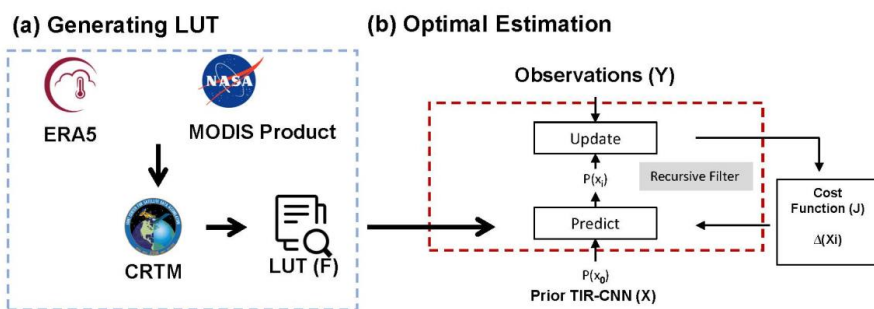 (a) Generating LUT
(b) Optimal Estimation
NASA
ERA5
MODIS Product
CRTM
LUT (F)
Observations (Y)
Update
P(xᵢ)
Recursive Filter
Predict
P(x₀)
Prior TIR-CNN (X)
Cost
Function (J)
Δ(Xi)